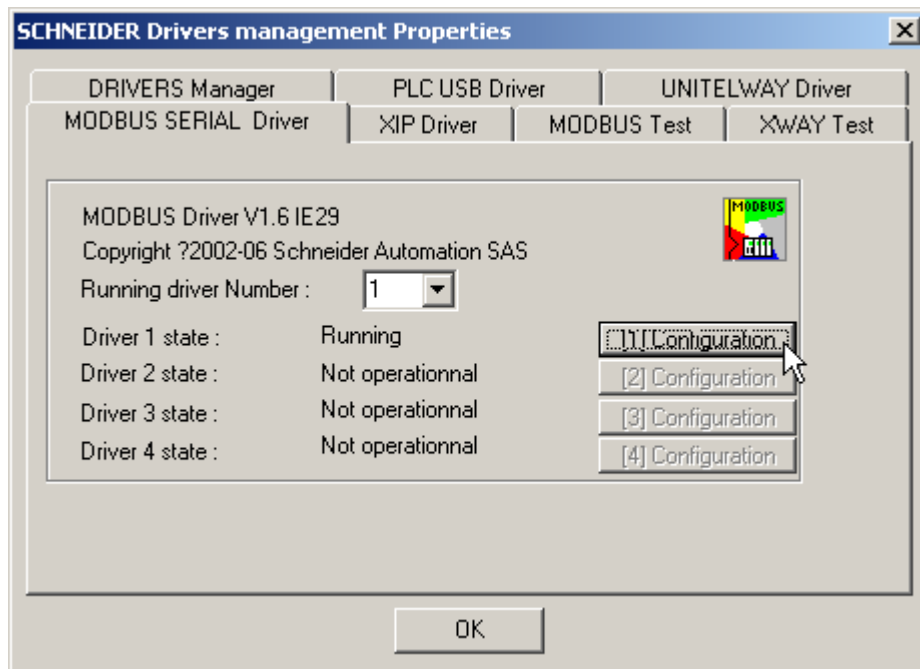 SCHNEIDER Drivers management Properties
DRIVERS Manager PLC USB Driver UNITELWAY Driver
MODBUS SERIAL Driver XIP Driver MODBUS Test XWAY Test
MODBUS Driver V1.6 IE29
MODBUS
Copyright ?2002-06 Schneider Automation SAS
Running driver Number : 1
Driver 1 state : Running [1] Configuration
Driver 2 state : Not operationnal [2] Configuration
Driver 3 state : Not operationnal [3] Configuration
Driver 4 state : Not operationnal [4] Configuration
OK